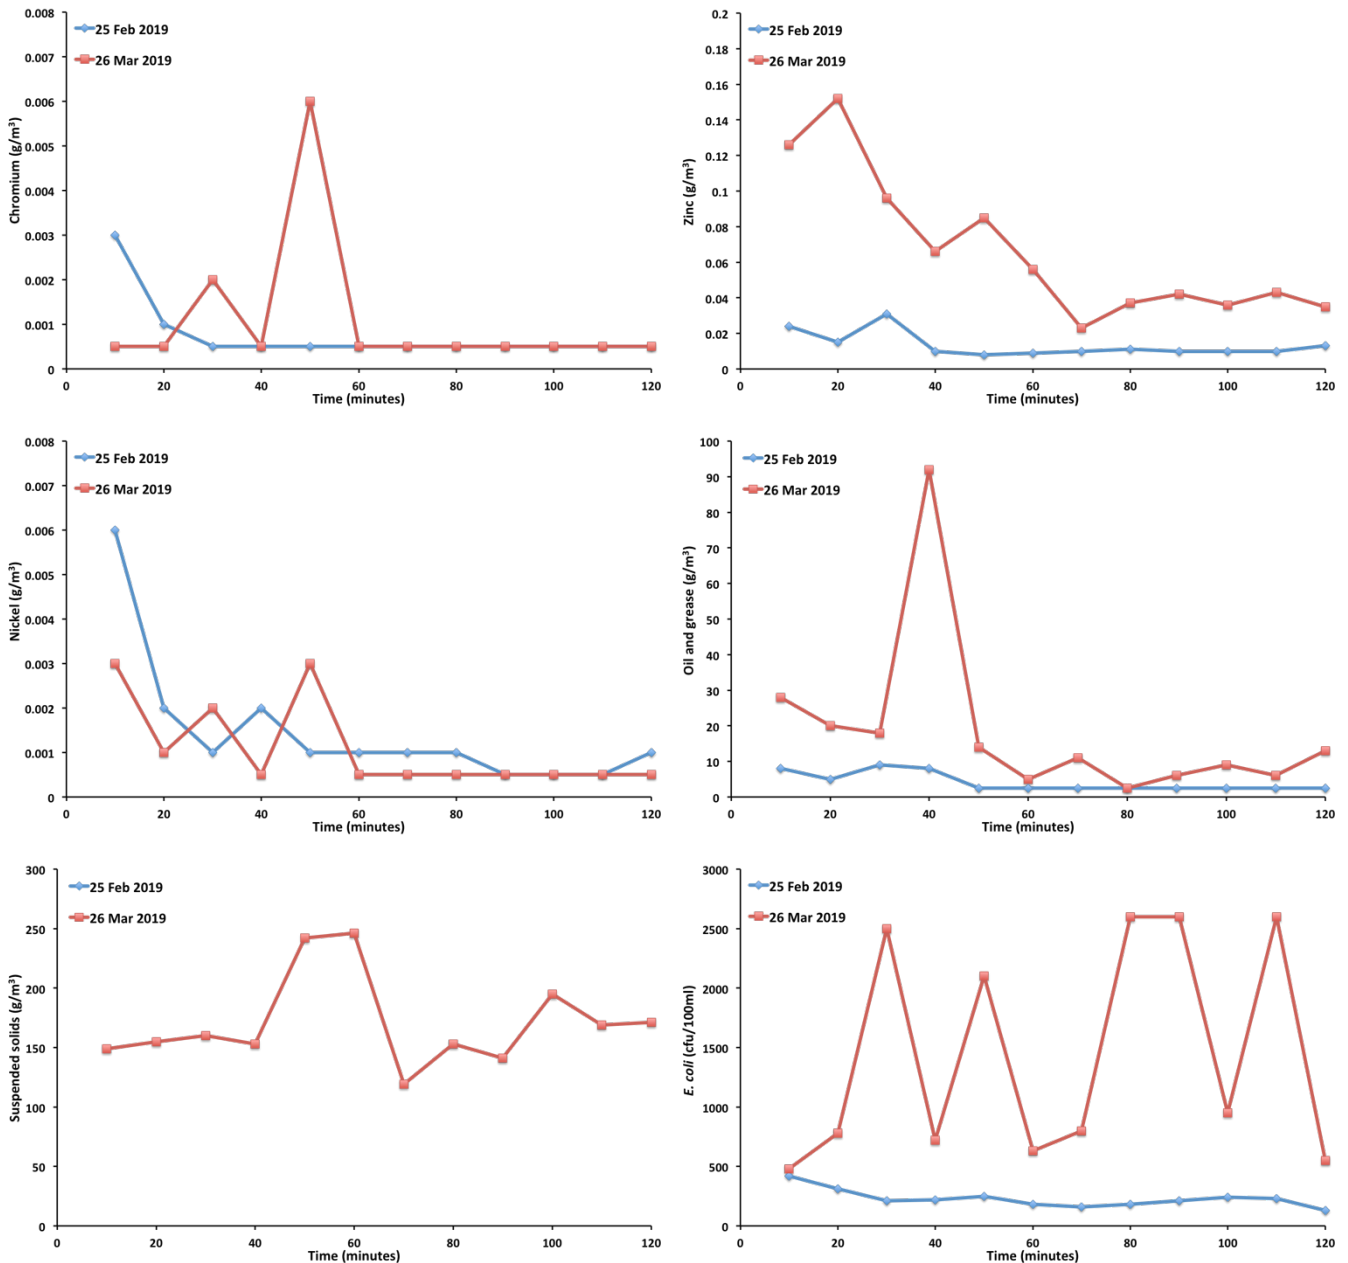 0.008
0.007
0.006
0.005
0.004
0.003
0.002
0.001
0
Chromium (g/m³)
25 Feb 2019
26 Mar 2019
0 20 40 60 80 100 120
Time (minutes)
0.2
0.18
0.16
0.14
0.12
0.1
0.08
0.06
0.04
0.02
0
Zinc (g/m³)
25 Feb 2019
26 Mar 2019
0 20 40 60 80 100 120
Time (minutes)
0.008
0.007
0.006
0.005
0.004
0.003
0.002
0.001
0
Nickel (g/m³)
25 Feb 2019
26 Mar 2019
0 20 40 60 80 100 120
Time (minutes)
100
90
80
70
60
50
40
30
20
10
0
Oil and grease (g/m³)
25 Feb 2019
26 Mar 2019
0 20 40 60 80 100 120
Time (minutes)
300
250
200
150
100
50
0
Suspended solids (g/m³)
25 Feb 2019
26 Mar 2019
0 20 40 60 80 100 120
Time (minutes)
3000
2500
2000
1500
1000
500
0
E. coli (cfu/100ml)
25 Feb 2019
26 Mar 2019
0 20 40 60 80 100 120
Time (minutes)